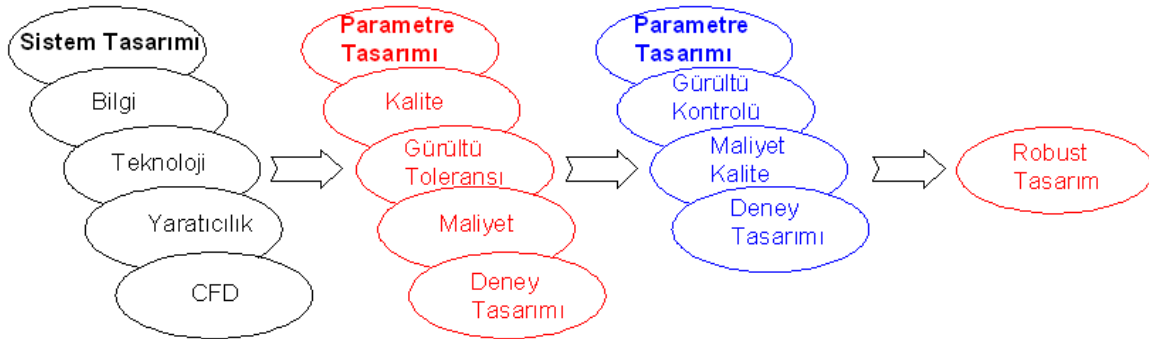 Sistem Tasarımı
Bilgi
Teknoloji
Yaratıcılık
CFD
Parametre
Tasarımı
Kalite
Gürültü
Toleransı
Maliyet
Deney
Tasarımı
Parametre
Tasarımı
Gürültü
Kontrolü
Maliyet
Kalite
Deney
Tasarımı
Robust
Tasarım